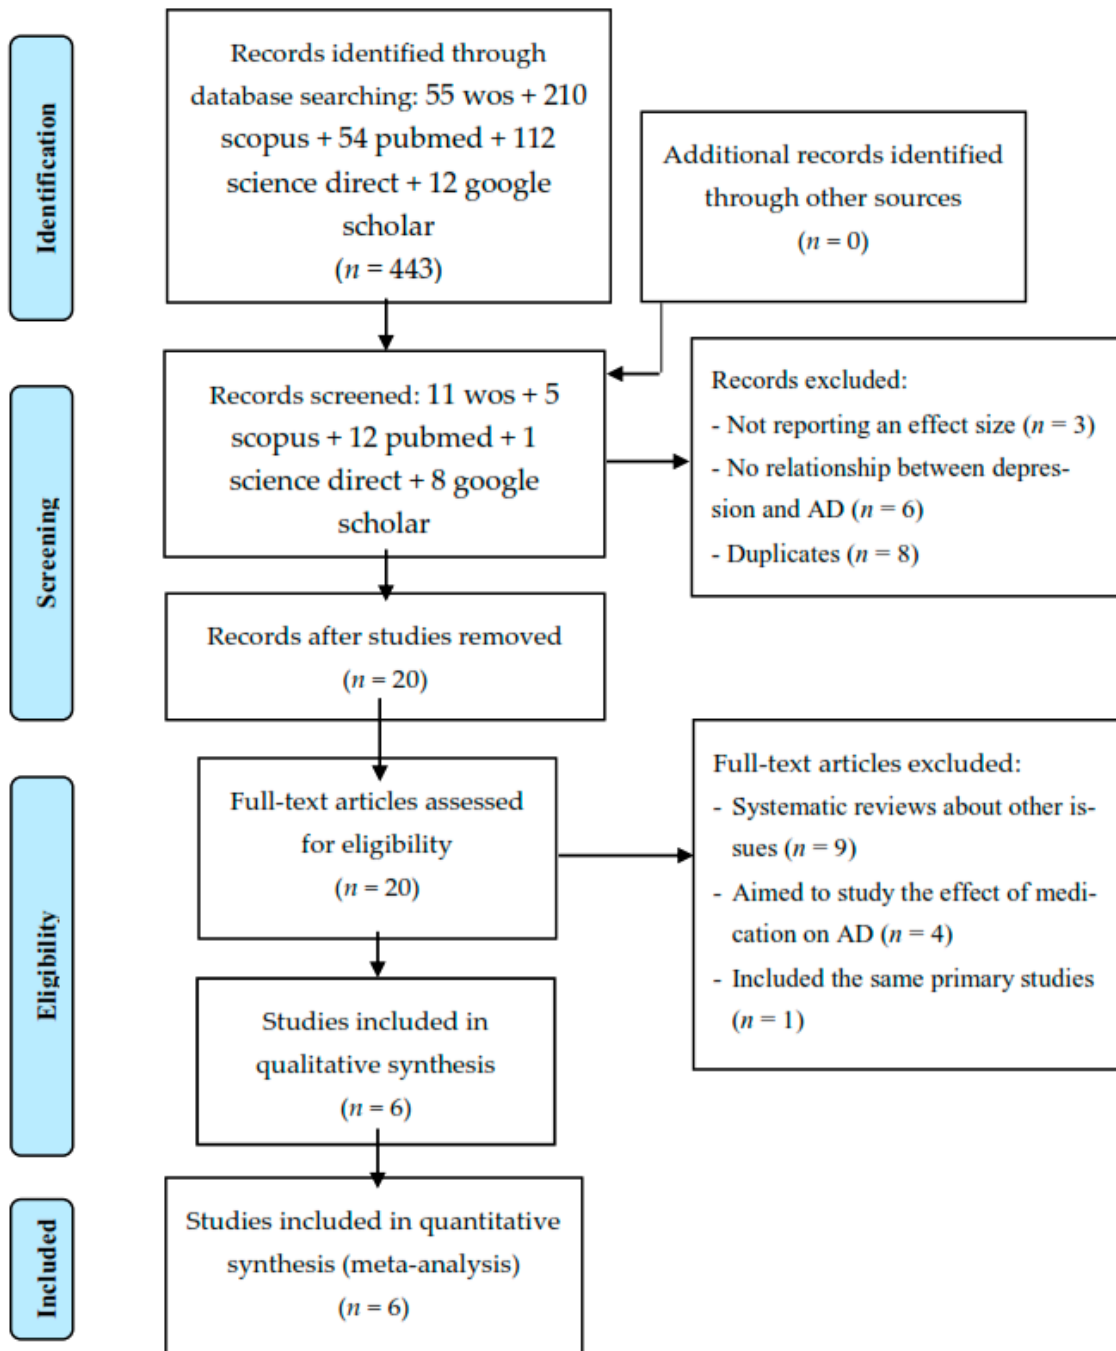 Identification
Records identified through
database searching: 55 wos + 210
scopus + 54 pubmed + 112
science direct + 12 google
scholar
(n = 443)
Additional records identified
through other sources
(n = 0)
Screening
Records screened: 11 wos + 5
scopus + 12 pubmed + 1
science direct + 8 google
scholar
Records excluded:
- Not reporting an effect size (n = 3)
- No relationship between depres-
sion and AD (n = 6)
- Duplicates (n = 8)
Records after studies removed
(n = 20)
Eligibility
Full-text articles assessed
for eligibility
(n = 20)
Full-text articles excluded:
- Systematic reviews about other is-
sues (n = 9)
- Aimed to study the effect of medi-
cation on AD (n = 4)
- Included the same primary studies
(n = 1)
Studies included in
qualitative synthesis
(n = 6)
Included
Studies included in quantitative
synthesis (meta-analysis)
(n = 6)